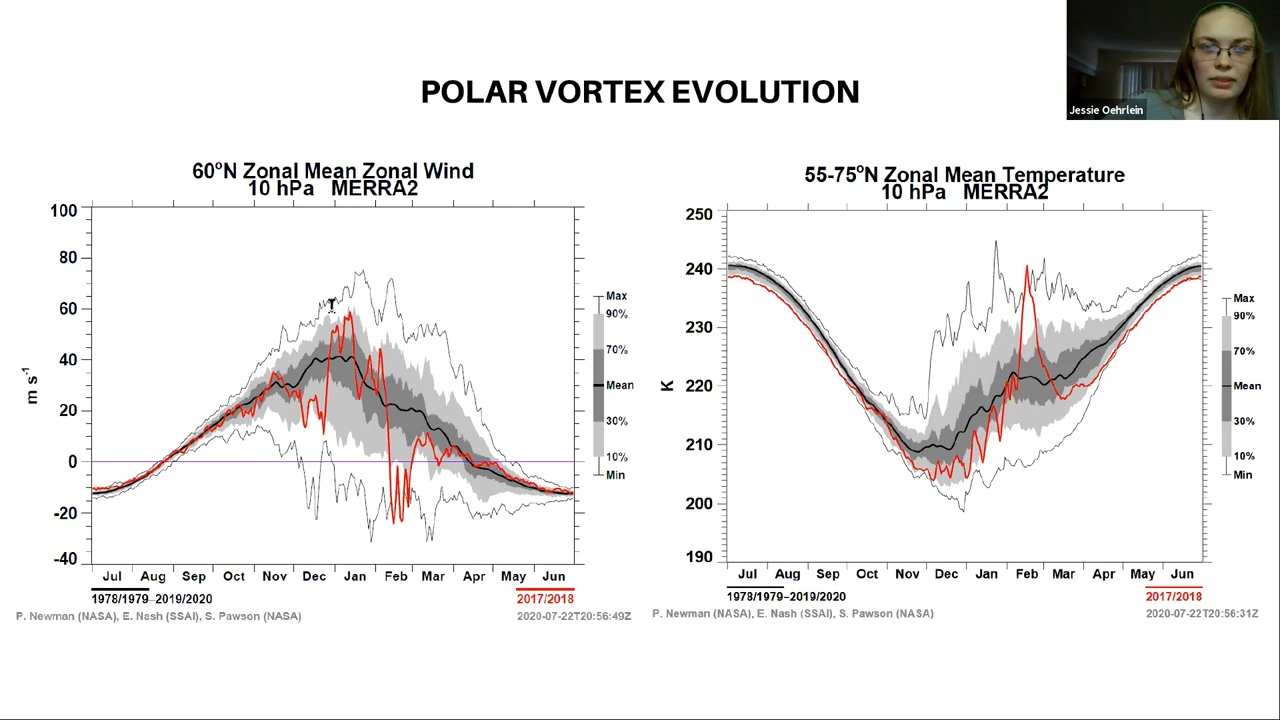 Jessie Oehrlein
POLAR VORTEX EVOLUTION
60ºN Zonal Mean Zonal Wind
10 hPa MERRA2
100
80
60
40
20
0
-20
-40
m s-1
Jul Aug Sep Oct Nov Dec Jan Feb Mar Apr May Jun
1978/1979–2019/2020
2017/2018
P. Newman (NASA), E. Nash (SSAI), S. Pawson (NASA)
2020-07-22T20:56:49Z
Max
90%
70%
Mean
30%
10%
Min
55-75ºN Zonal Mean Temperature
10 hPa MERRA2
250
240
230
220
210
200
190
K
Jul Aug Sep Oct Nov Dec Jan Feb Mar Apr May Jun
1978/1979–2019/2020
2017/2018
P. Newman (NASA), E. Nash (SSAI), S. Pawson (NASA)
2020-07-22T20:56:31Z
Max
90%
70%
Mean
30%
10%
Min